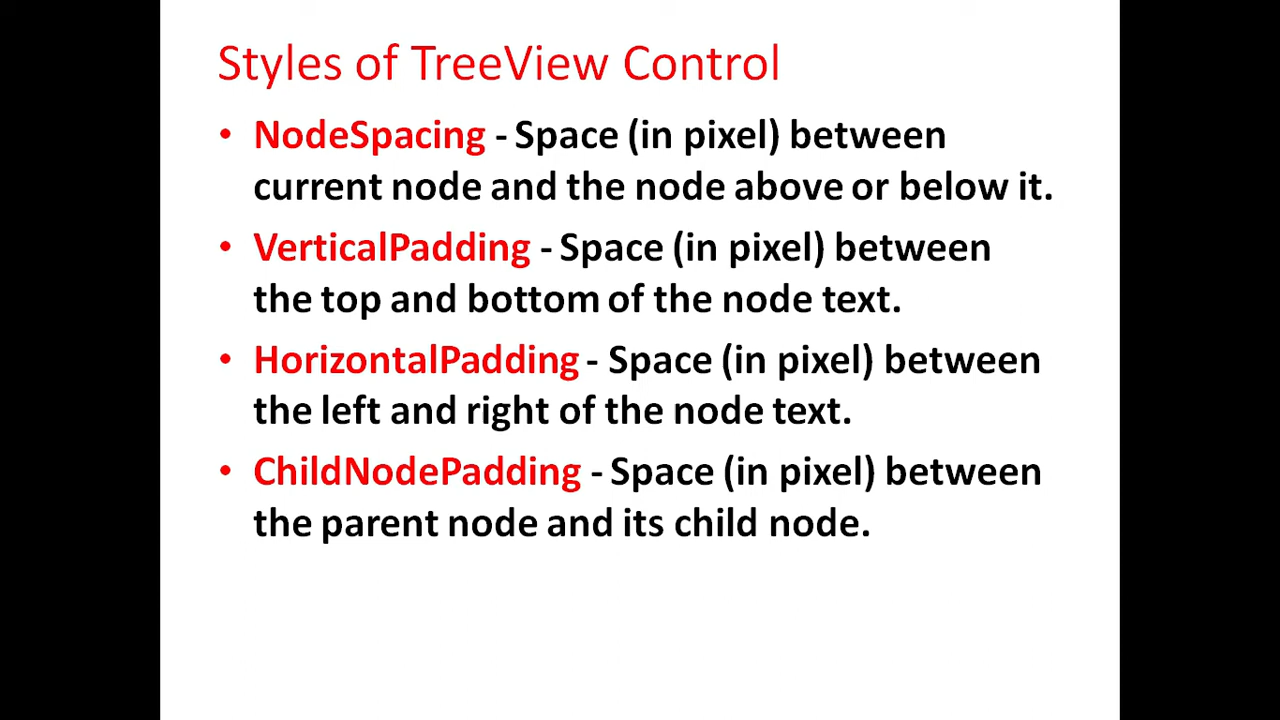 Styles of TreeView Control
• NodeSpacing - Space (in pixel) between
current node and the node above or below it.
• VerticalPadding - Space (in pixel) between
the top and bottom of the node text.
• HorizontalPadding - Space (in pixel) between
the left and right of the node text.
• ChildNodePadding - Space (in pixel) between
the parent node and its child node.